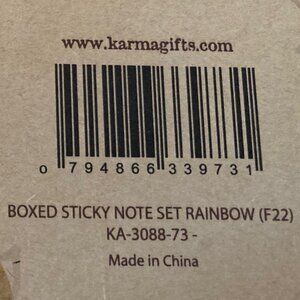 www.karmagifts.com
0 794866 339731
BOXED STICKY NOTE SET RAINBOW (F22)
KA-3088-73 -
Made in China